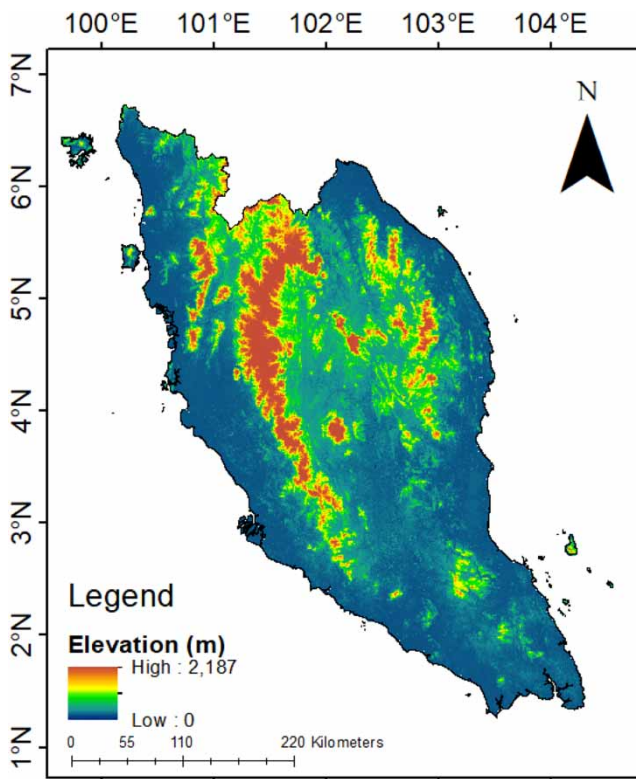 100°E 101°E 102°E 103°E 104°E
7°N
N
6°N
5°N
4°N
3°N
2°N
1°N
Legend
Elevation (m)
High : 2,187
Low : 0
0 55 110 220 Kilometers